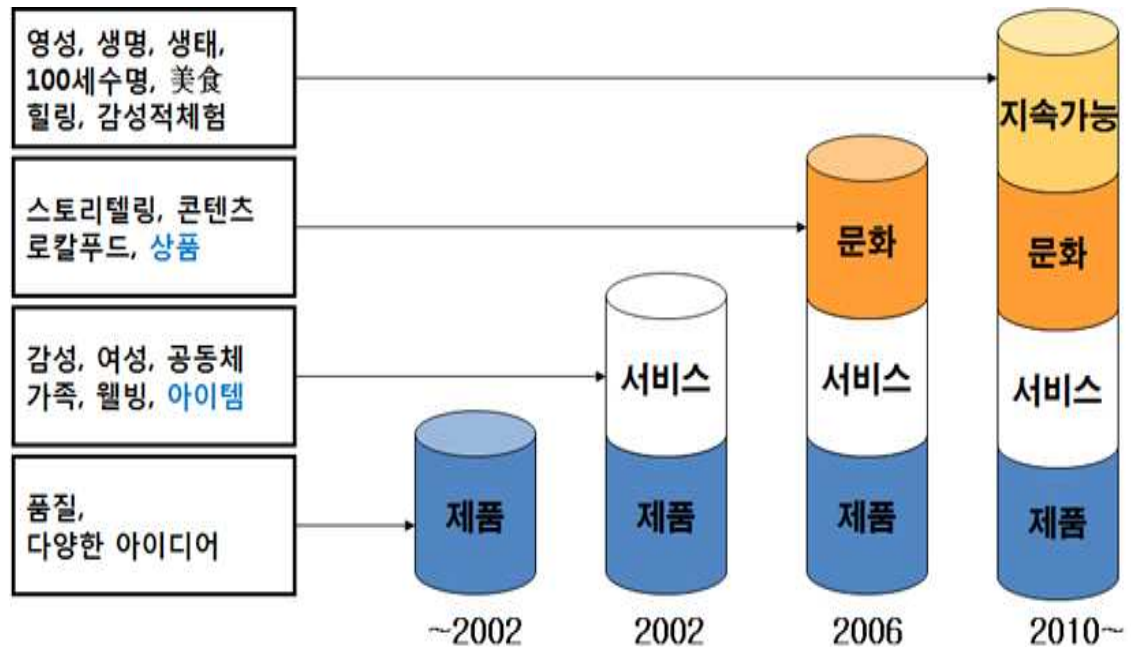 영성, 생명, 생태,
100세수명, 美食
힐링, 감성적체험
스토리텔링, 콘텐츠
로칼푸드, 상품
감성, 여성, 공동체
가족, 웰빙, 아이템
품질,
다양한 아이디어
제품
~2002
서비스
제품
2002
문화
서비스
제품
2006
지속가능
문화
서비스
제품
2010~